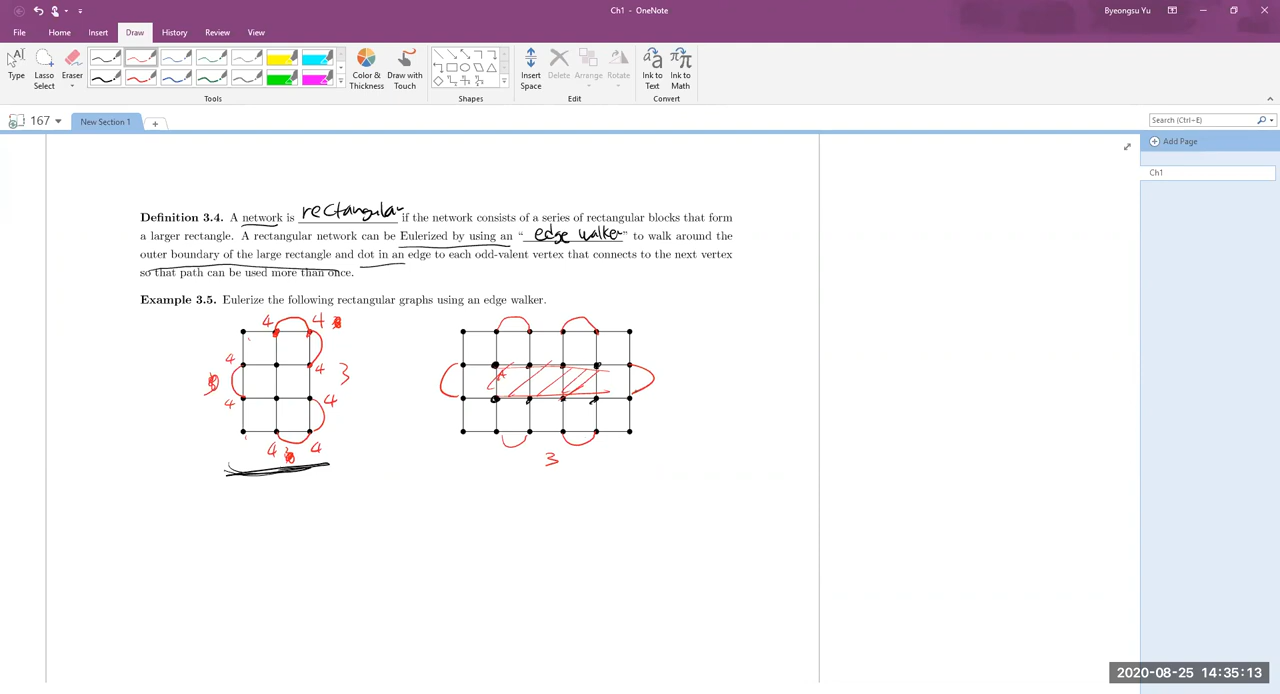 Ch1 - OneNote
Byeongsu Yu
File Home Insert Draw History Review View
Type
Lasso Select
Eraser
Color & Thickness
Draw with Touch
Insert Space
Delete
Arrange
Rotate
Ink to Text
Ink to Math
Tools
Shapes
Edit
Convert
167
New Section 1
Search (Ctrl+E)
Add Page
Ch1
Definition 3.4. A network is rectangular if the network consists of a series of rectangular blocks that form
a larger rectangle. A rectangular network can be Eulerized by using an “ edge walker ” to walk around the
outer boundary of the large rectangle and dot in an edge to each odd-valent vertex that connects to the next vertex
so that path can be used more than once.
Example 3.5. Eulerize the following rectangular graphs using an edge walker.
4 4
4 4
3
4 4
4 4
3
2020-08-25 14:35:13